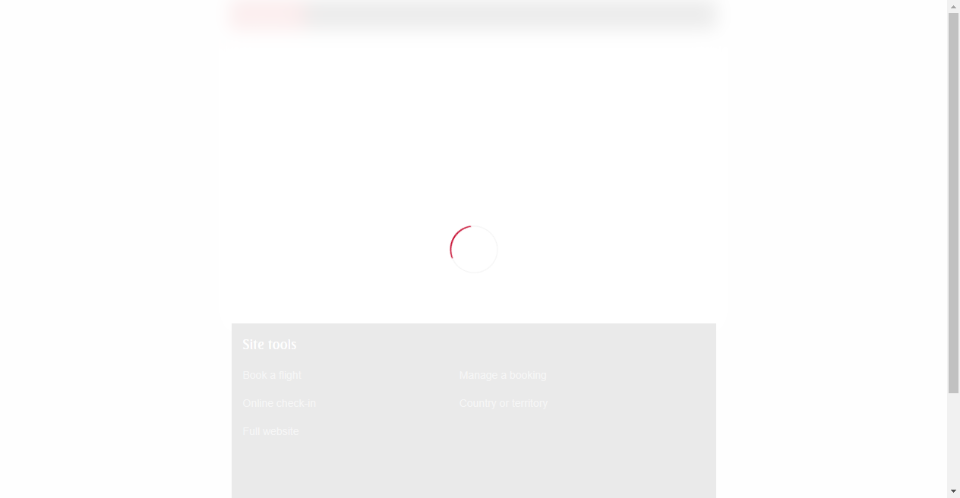 Site tools
Book a flight
Manage a booking
Online check-in
Country or territory
Full website